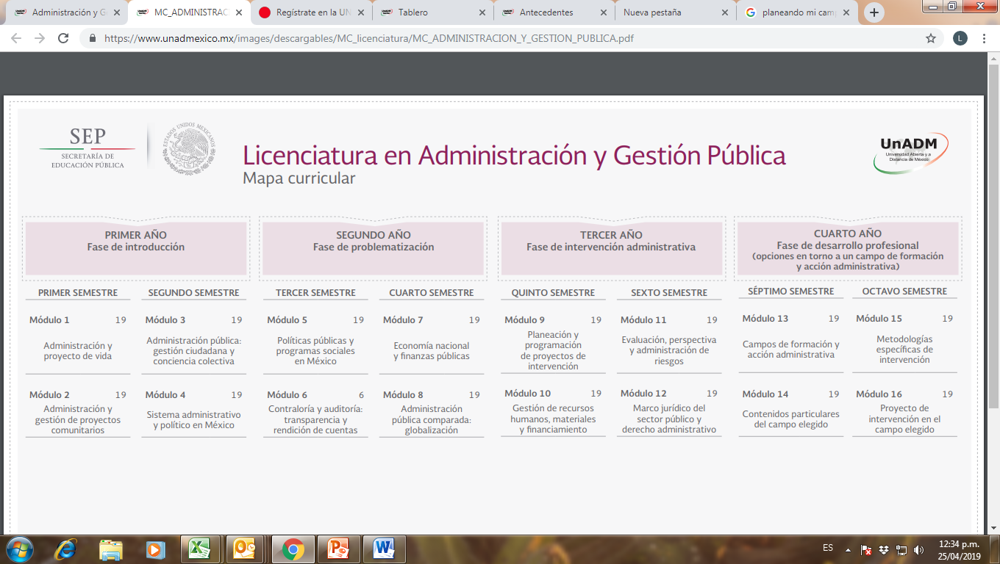 Administración y G
MC_ADMINISTRAC
Regístrate en la UN
Tablero
Antecedentes
Nueva pestaña
planeando mi cam
https://www.unadmexico.mx/images/descargables/MC_licenciatura/MC_ADMINISTRACION_Y_GESTION_PUBLICA.pdf
L
SEP
SECRETARÍA DE
EDUCACIÓN PÚBLICA
ESTADOS UNIDOS MEXICANOS
Licenciatura en Administración y Gestión Pública
Mapa curricular
UnADM
Universidad Abierta y a
Distancia de México
PRIMER AÑO
Fase de introducción
SEGUNDO AÑO
Fase de problematización
TERCER AÑO
Fase de intervención administrativa
CUARTO AÑO
Fase de desarrollo profesional
(opciones en torno a un campo de formación
y acción administrativa)
PRIMER SEMESTRE
SEGUNDO SEMESTRE
TERCER SEMESTRE
CUARTO SEMESTRE
QUINTO SEMESTRE
SEXTO SEMESTRE
SÉPTIMO SEMESTRE
OCTAVO SEMESTRE
Módulo 1 19
Administración y
proyecto de vida
Módulo 3 19
Administración pública:
gestión ciudadana y
conciencia colectiva
Módulo 5 19
Políticas públicas y
programas sociales
en México
Módulo 7 19
Economía nacional
y finanzas públicas
Módulo 9 19
Planeación y
programación
de proyectos de
intervención
Módulo 11 19
Evaluación, perspectiva
y administración de
riesgos
Módulo 13 19
Campos de formación y
acción administrativa
Módulo 15 19
Metodologías
específicas de
intervención
Módulo 2 19
Administración y
gestión de proyectos
comunitarios
Módulo 4 19
Sistema administrativo
y político en México
Módulo 6 6
Contraloría y auditoría:
transparencia y
rendición de cuentas
Módulo 8 19
Administración
pública comparada:
globalización
Módulo 10 19
Gestión de recursos
humanos, materiales
y financiamiento
Módulo 12 19
Marco jurídico del
sector público y
derecho administrativo
Módulo 14 19
Contenidos particulares
del campo elegido
Módulo 16 19
Proyecto de
intervención en el
campo elegido
ES
12:34 p.m.
25/04/2019